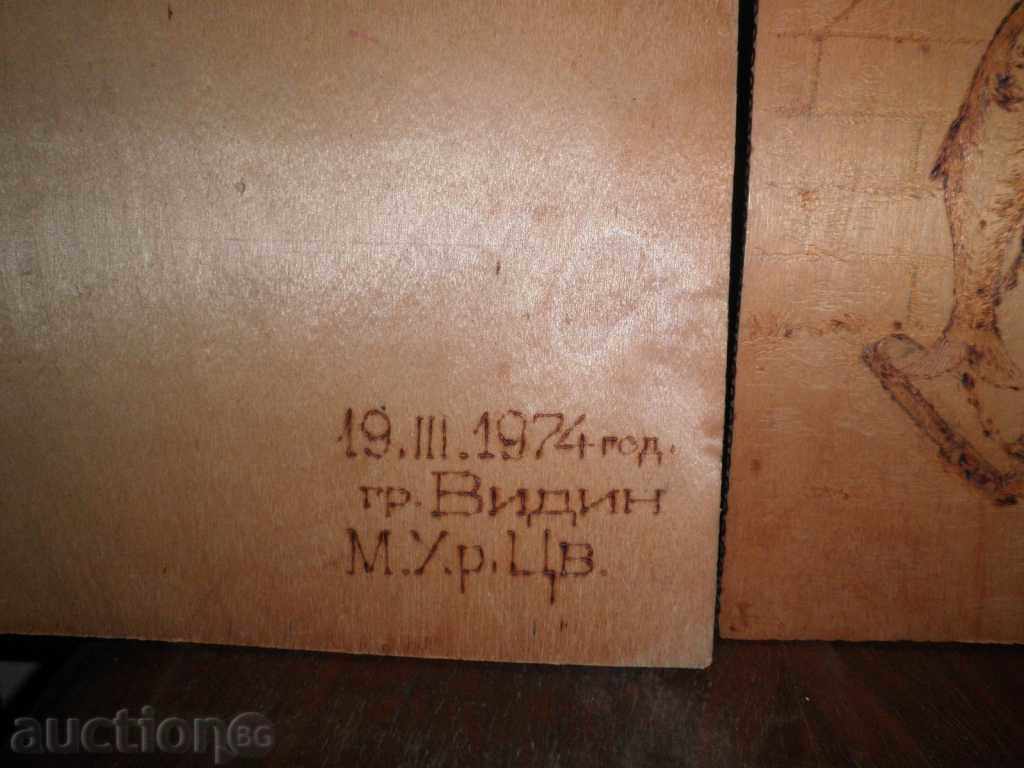 19.III.1974 год.
гр. Видин
М.Ур.Цв.
auction BG